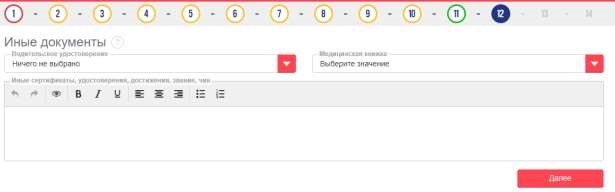 1 - 2 - 3 - 4 - 5 - 6 - 7 - 8 - 9 - 10 - 11 - 12 - 13 - 14
Иные документы ?
Водительское удостоверение Медицинская книжка
Ничего не выбрано Выберите значение
Иные сертификаты, удостоверения, достижения, звание, чин
B I U
Далее